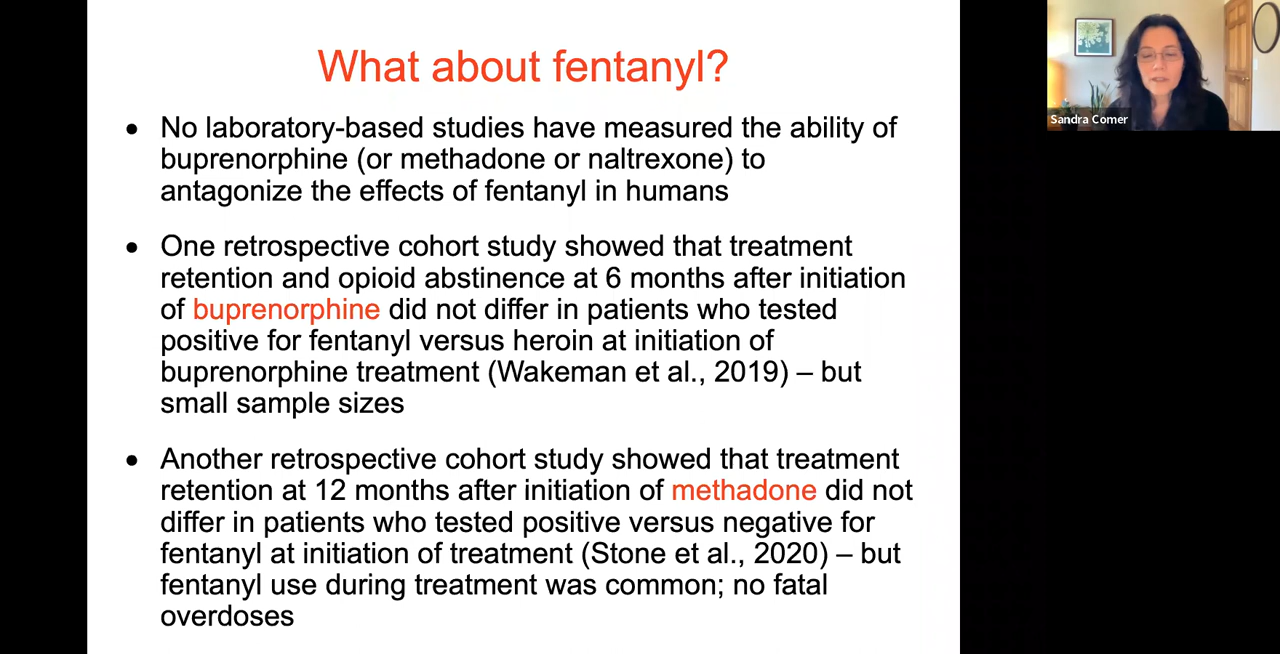 What about fentanyl?
• No laboratory-based studies have measured the ability of
buprenorphine (or methadone or naltrexone) to
antagonize the effects of fentanyl in humans
• One retrospective cohort study showed that treatment
retention and opioid abstinence at 6 months after initiation
of buprenorphine did not differ in patients who tested
positive for fentanyl versus heroin at initiation of
buprenorphine treatment (Wakeman et al., 2019) – but
small sample sizes
• Another retrospective cohort study showed that treatment
retention at 12 months after initiation of methadone did not
differ in patients who tested positive versus negative for
fentanyl at initiation of treatment (Stone et al., 2020) – but
fentanyl use during treatment was common; no fatal
overdoses
Sandra Comer